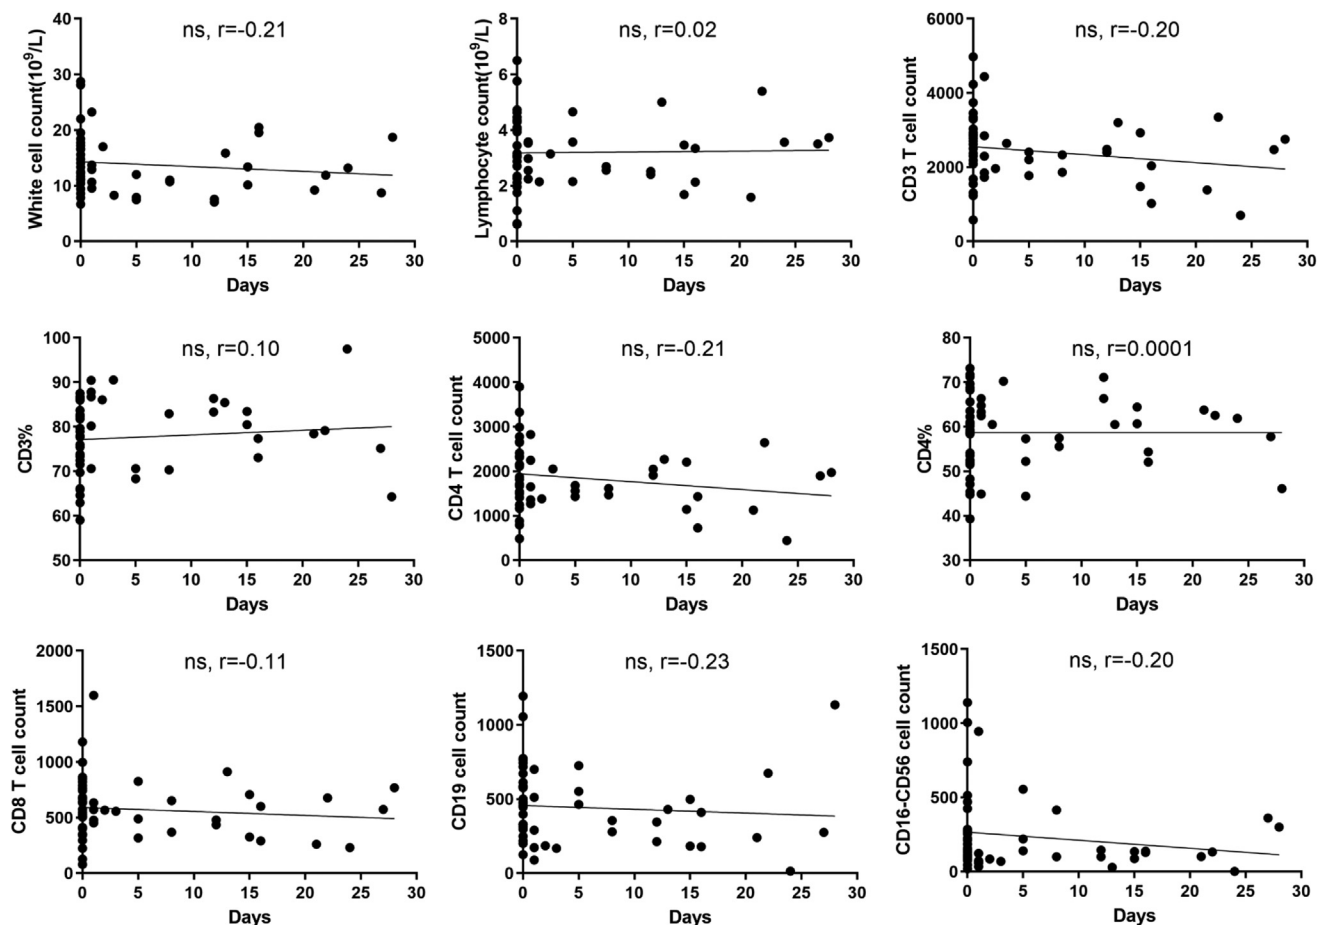 ns, r=-0.21
White cell count(10⁹/L)
40
30
20
10
0
0 5 10 15 20 25 30
Days
ns, r=0.02
Lymphocyte count(10⁹/L)
8
6
4
2
0
0 5 10 15 20 25 30
Days
ns, r=-0.20
CD3 T cell count
6000
4000
2000
0
0 5 10 15 20 25 30
Days
ns, r=0.10
CD3%
100
90
80
70
60
50
0 5 10 15 20 25 30
Days
ns, r=-0.21
CD4 T cell count
5000
4000
3000
2000
1000
0
0 5 10 15 20 25 30
Days
ns, r=0.0001
CD4%
80
70
60
50
40
30
0 5 10 15 20 25 30
Days
ns, r=-0.11
CD8 T cell count
2000
1500
1000
500
0
0 5 10 15 20 25 30
Days
ns, r=-0.23
CD19 cell count
1500
1000
500
0
0 5 10 15 20 25 30
Days
ns, r=-0.20
CD16-CD56 cell count
1500
1000
500
0
0 5 10 15 20 25 30
Days